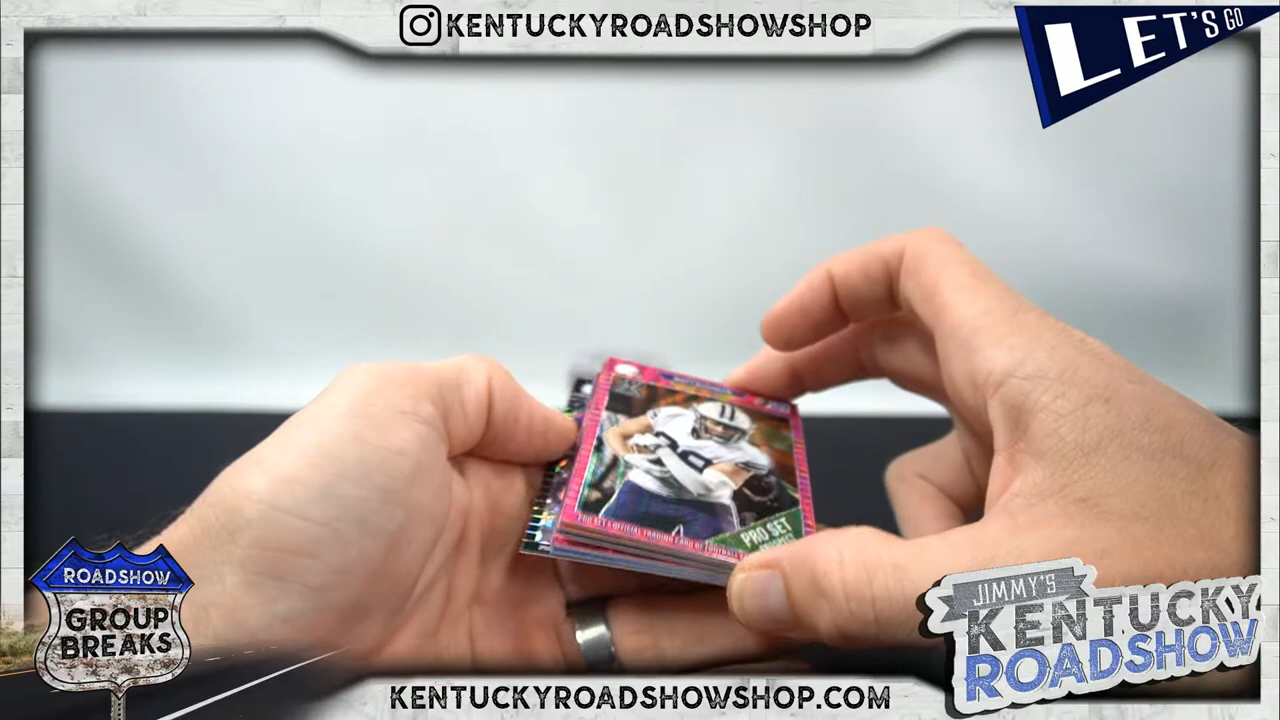 KENTUCKYROADSHOWSHOP
LET'S GO
PRO SET
ROADSHOW
GROUP
BREAKS
JIMMY'S
KENTUCKY
ROADSHOW
KENTUCKYROADSHOWSHOP.COM